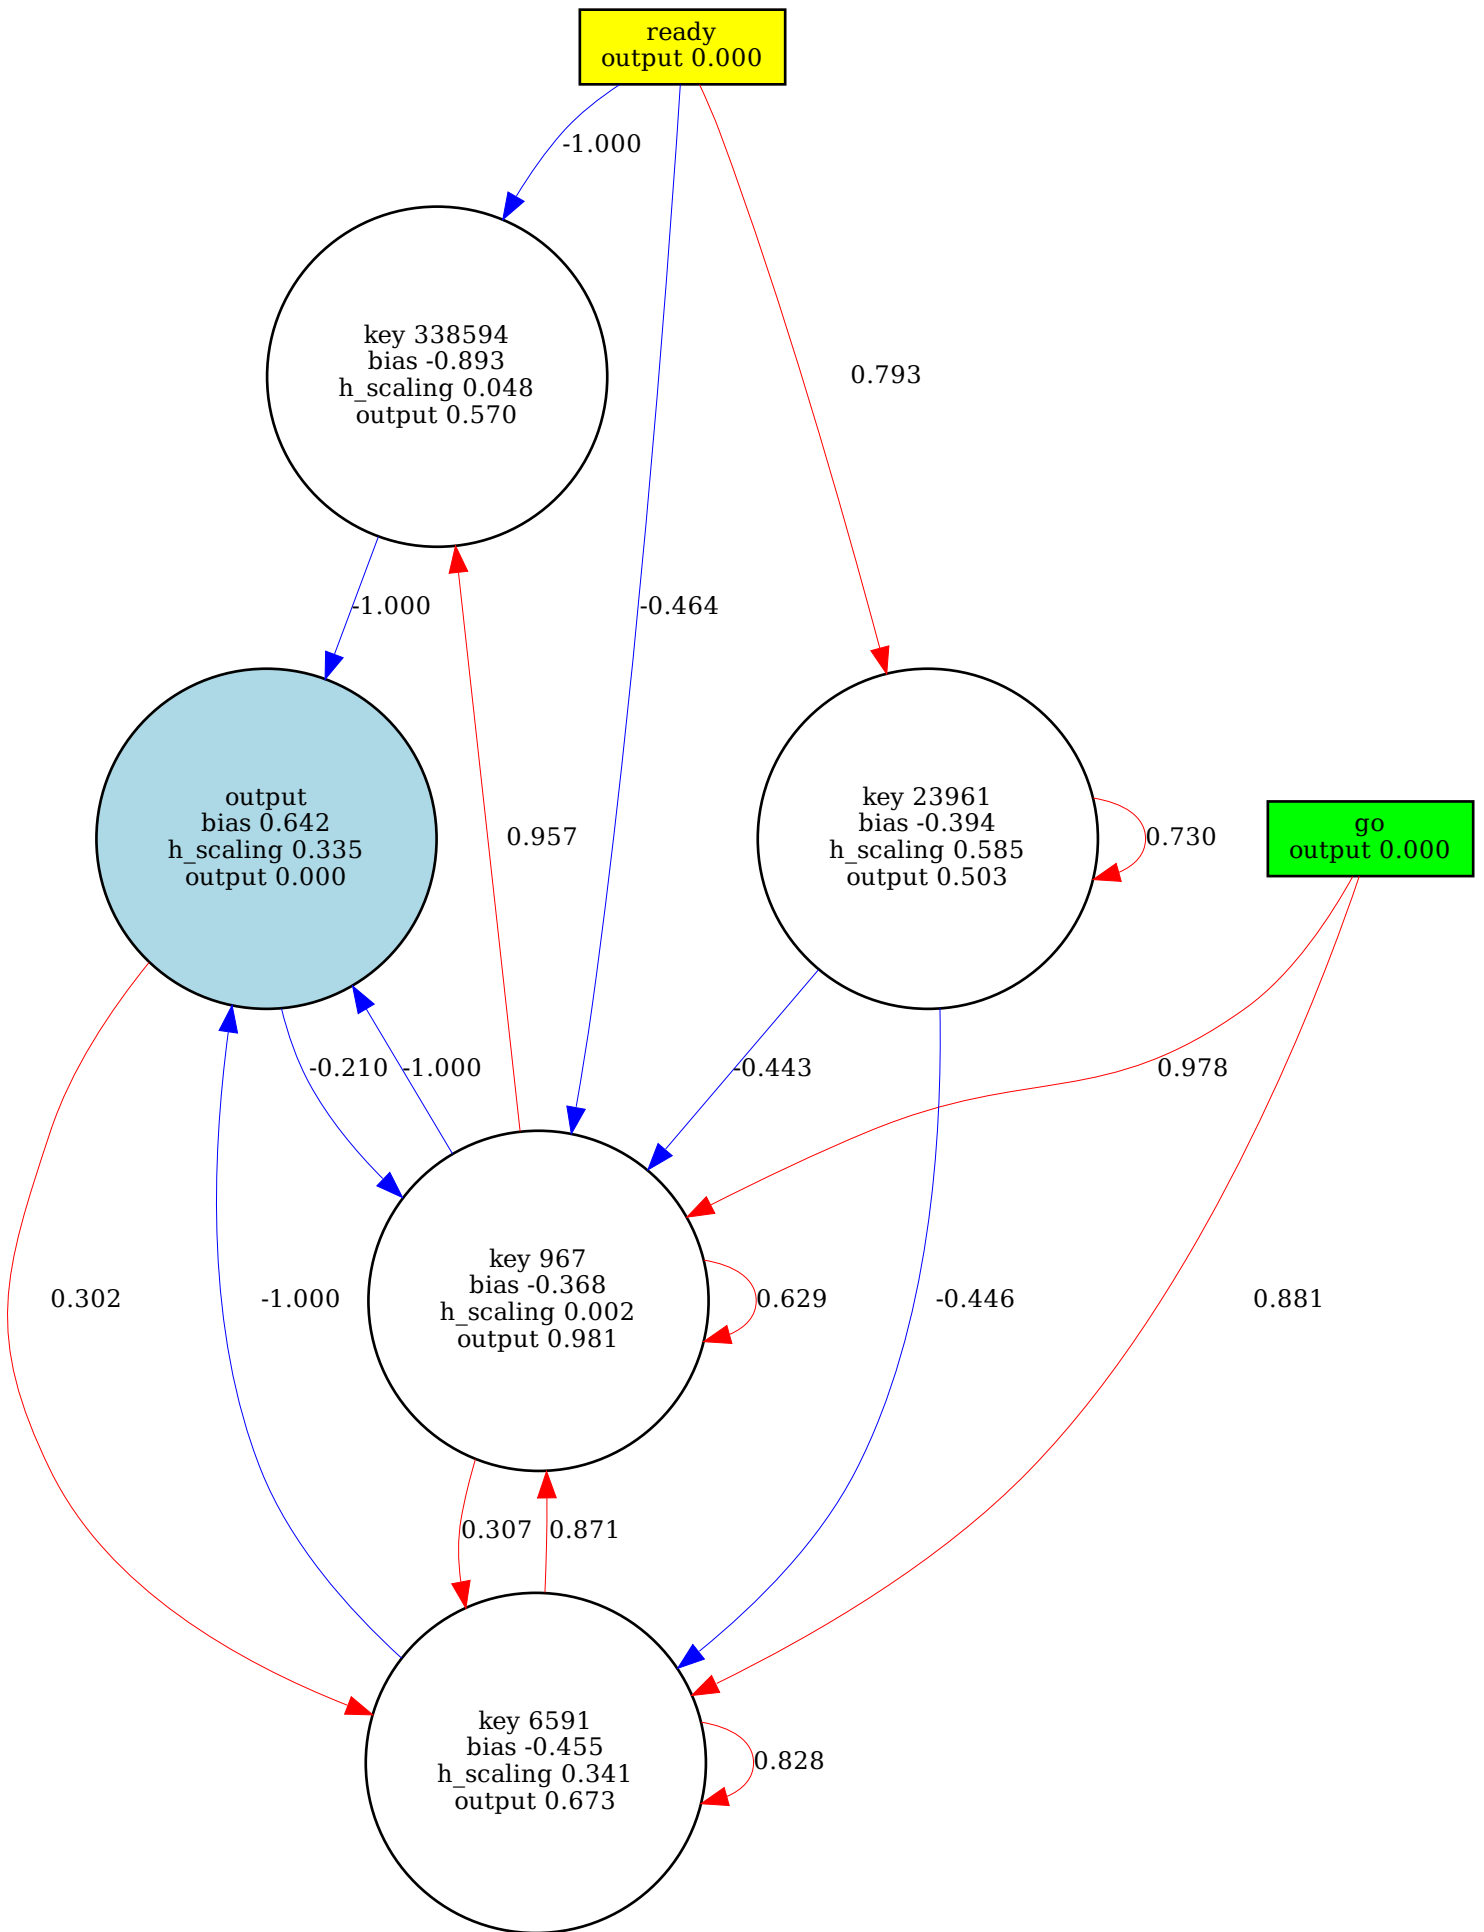 ready
output 0.000
-1.000
key 338594
bias -0.893
h_scaling 0.048
output 0.570
0.793
-1.000
-0.464
output
bias 0.642
h_scaling 0.335
output 0.000
0.957
key 23961
bias -0.394
h_scaling 0.585
output 0.503
0.730
go
output 0.000
-0.210
-1.000
-0.443
0.978
0.302
-1.000
key 967
bias -0.368
h_scaling 0.002
output 0.981
0.629
-0.446
0.881
0.307
0.871
key 6591
bias -0.455
h_scaling 0.341
output 0.673
0.828